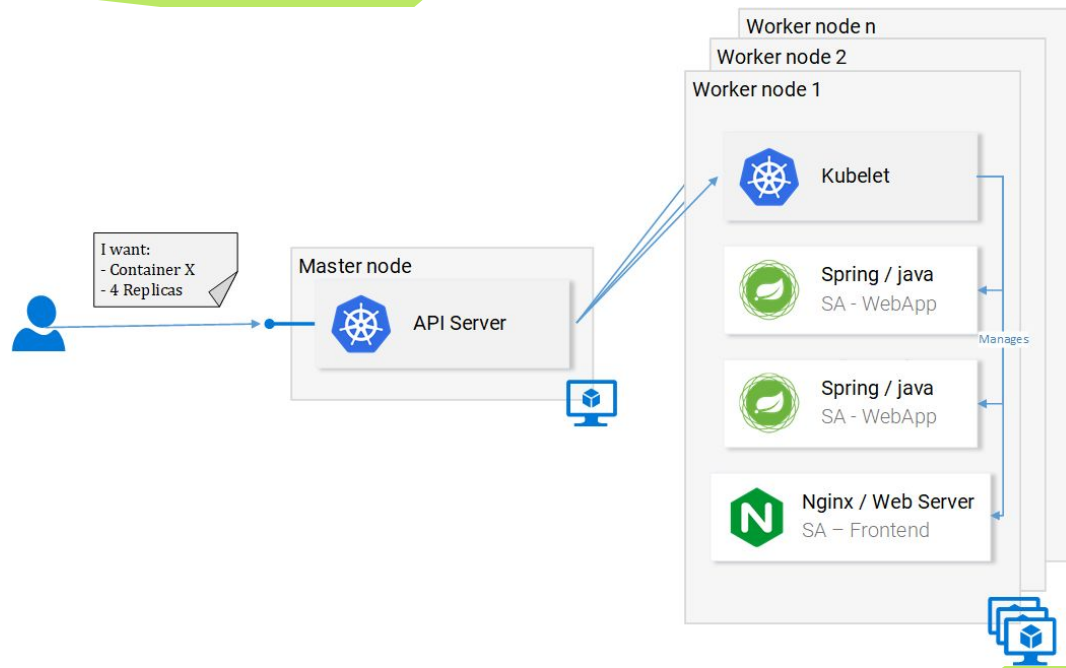 Worker node n
Worker node 2
Worker node 1
Kubelet
I want:
- Container X
- 4 Replicas
Master node
API Server
Spring / java
SA - WebApp
Manages
Spring / java
SA - WebApp
Nginx / Web Server
SA – Frontend